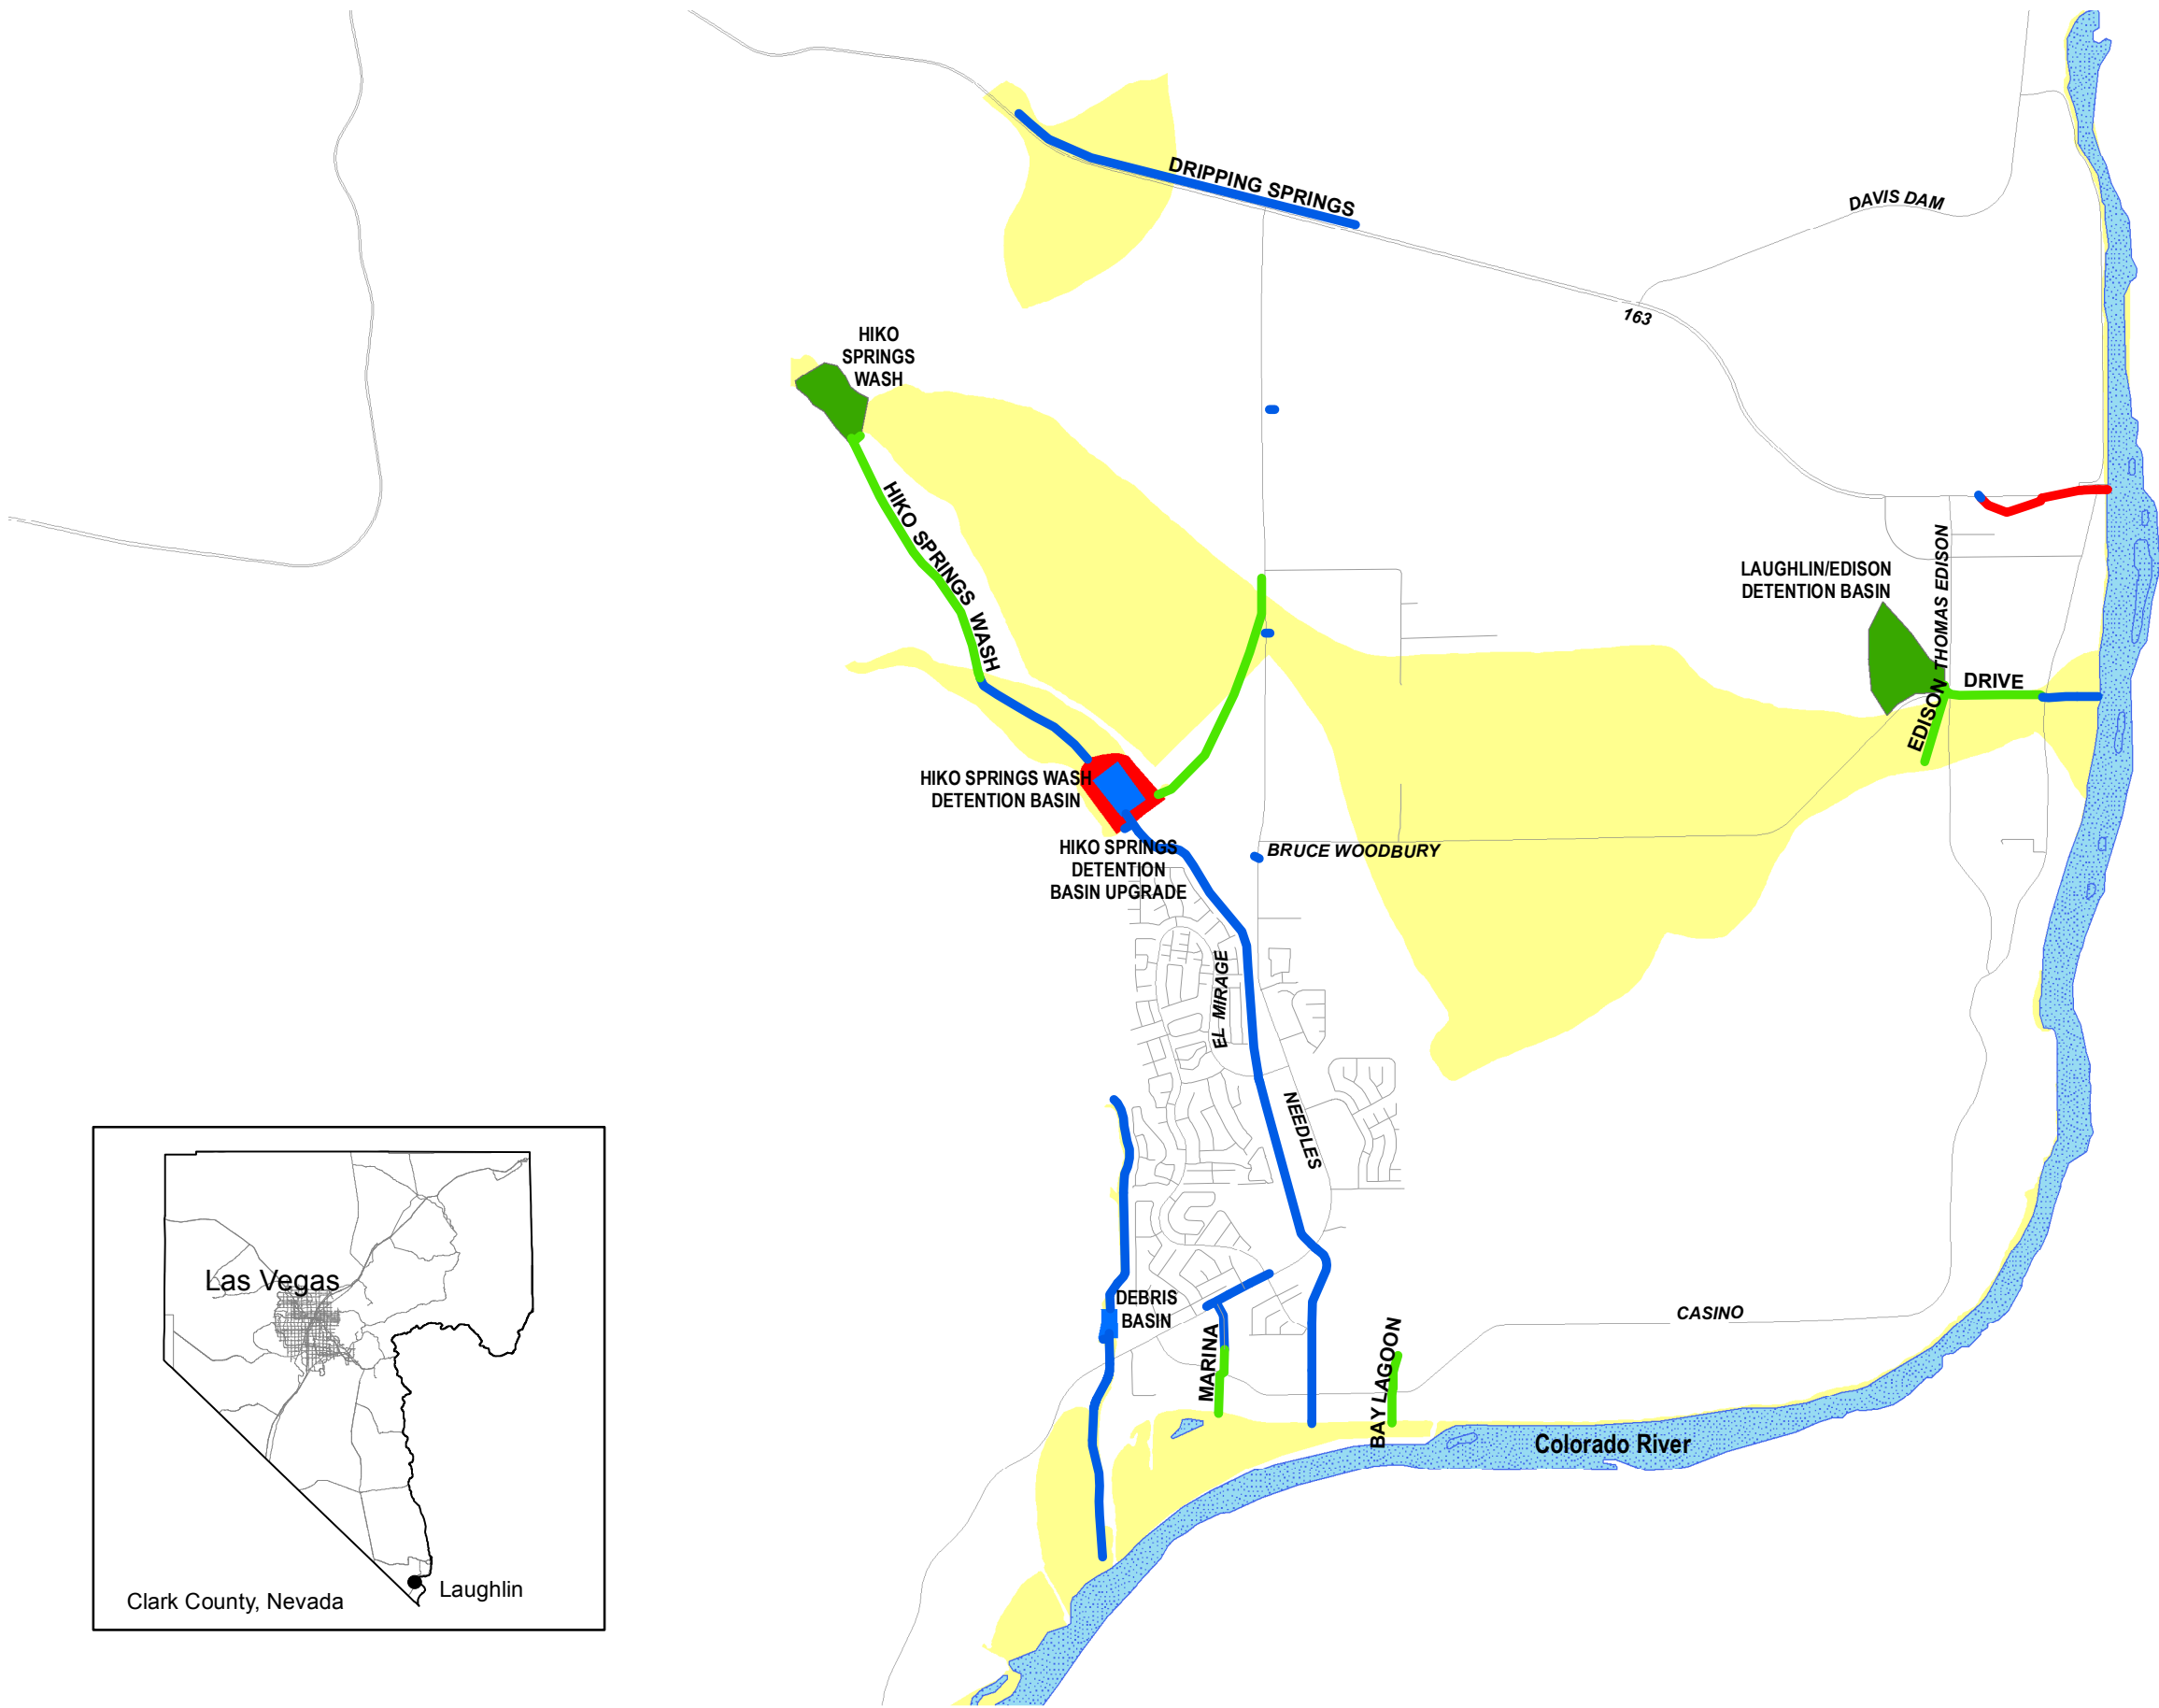 DRIPPING SPRINGS
DAVIS DAM
163
HIKO
SPRINGS
WASH
HIKO SPRINGS WASH
THOMAS EDISON
LAUGHLIN/EDISON
DETENTION BASIN
EDISON
DRIVE
HIKO SPRINGS WASH
DETENTION BASIN
HIKO SPRINGS
DETENTION
BASIN UPGRADE
BRUCE WOODBURY
EL MIRAGE
NEEDLES
DEBRIS
BASIN
MARINA
BAY LAGOON
CASINO
Colorado River
Las Vegas
Laughlin
Clark County, Nevada